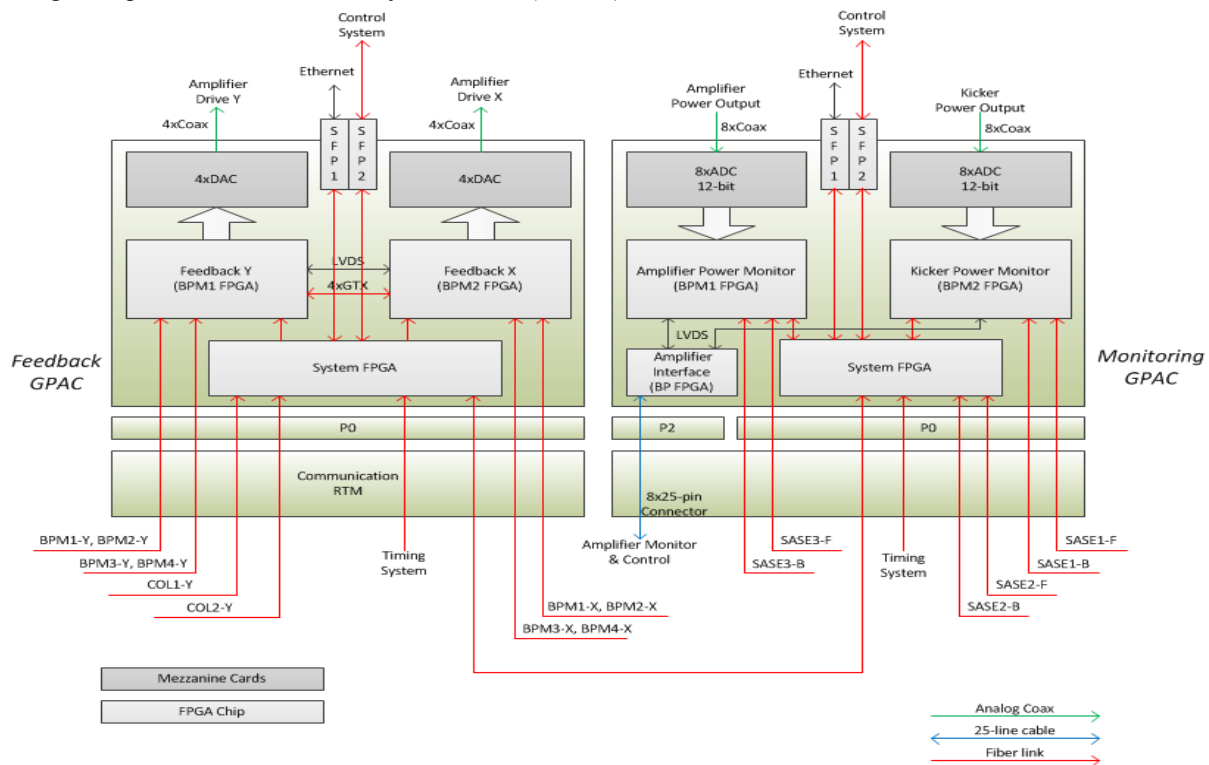 Control
System
Ethernet
Amplifier
Drive Y
4xCoax
Amplifier
Drive X
4xCoax
S
F
P
1
S
F
P
2
4xDAC
4xDAC
Feedback Y
(BPM1 FPGA)
LVDS
4xGTX
Feedback X
(BPM2 FPGA)
System FPGA
Feedback
GPAC
P0
Communication
RTM
BPM1-Y, BPM2-Y
BPM3-Y, BPM4-Y
COL1-Y
COL2-Y
Timing
System
BPM1-X, BPM2-X
BPM3-X, BPM4-X
Control
System
Ethernet
Amplifier
Power Output
8xCoax
Kicker
Power Output
8xCoax
S
F
P
1
S
F
P
2
8xADC
12-bit
8xADC
12-bit
Amplifier Power Monitor
(BPM1 FPGA)
Kicker Power Monitor
(BPM2 FPGA)
LVDS
Amplifier
Interface
(BP FPGA)
System FPGA
Monitoring
GPAC
P2
P0
8x25-pin
Connector
Amplifier Monitor
& Control
SASE3-F
SASE3-B
Timing
System
SASE1-F
SASE1-B
SASE2-F
SASE2-B
Mezzanine Cards
FPGA Chip
Analog Coax
25-line cable
Fiber link